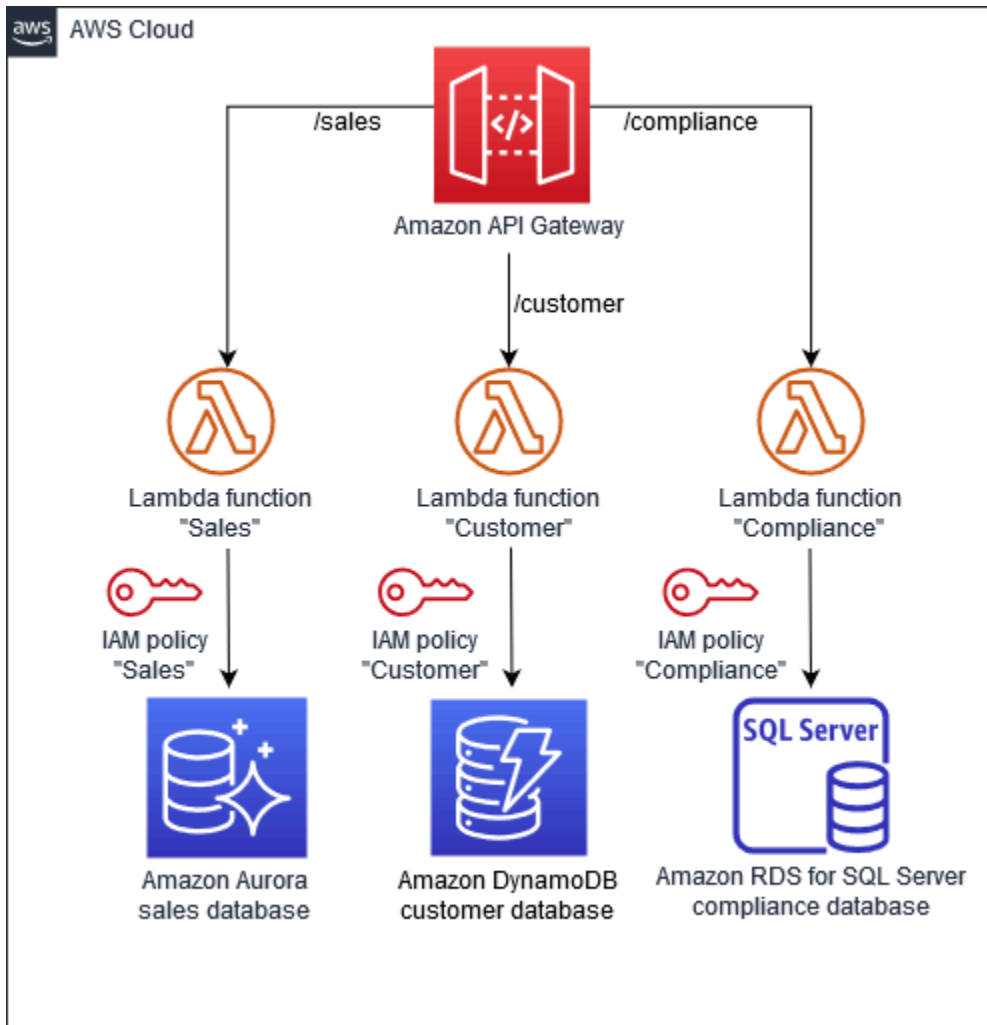 aws
AWS Cloud
/sales
/compliance
</>
Amazon API Gateway
/customer
Lambda function
"Sales"
Lambda function
"Customer"
Lambda function
"Compliance"
IAM policy
"Sales"
IAM policy
"Customer"
IAM policy
"Compliance"
SQL Server
Amazon Aurora
sales database
Amazon DynamoDB
customer database
Amazon RDS for SQL Server
compliance database